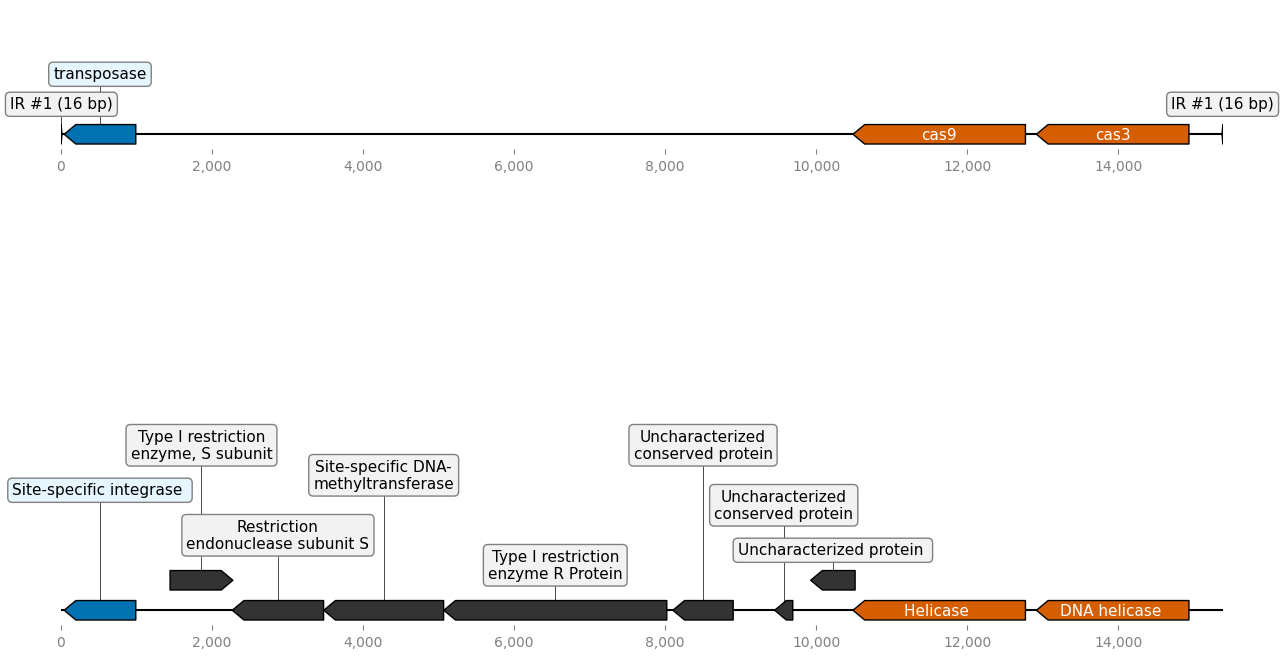 transposase
IR #1 (16 bp)
IR #1 (16 bp)
cas9
cas3
0
2,000
4,000
6,000
8,000
10,000
12,000
14,000
Type I restriction
enzyme, S subunit
Uncharacterized
conserved protein
Site-specific DNA-
methyltransferase
Site-specific integrase
Uncharacterized
conserved protein
Restriction
endonuclease subunit S
Uncharacterized protein
Type I restriction
enzyme R Protein
Helicase
DNA helicase
0
2,000
4,000
6,000
8,000
10,000
12,000
14,000